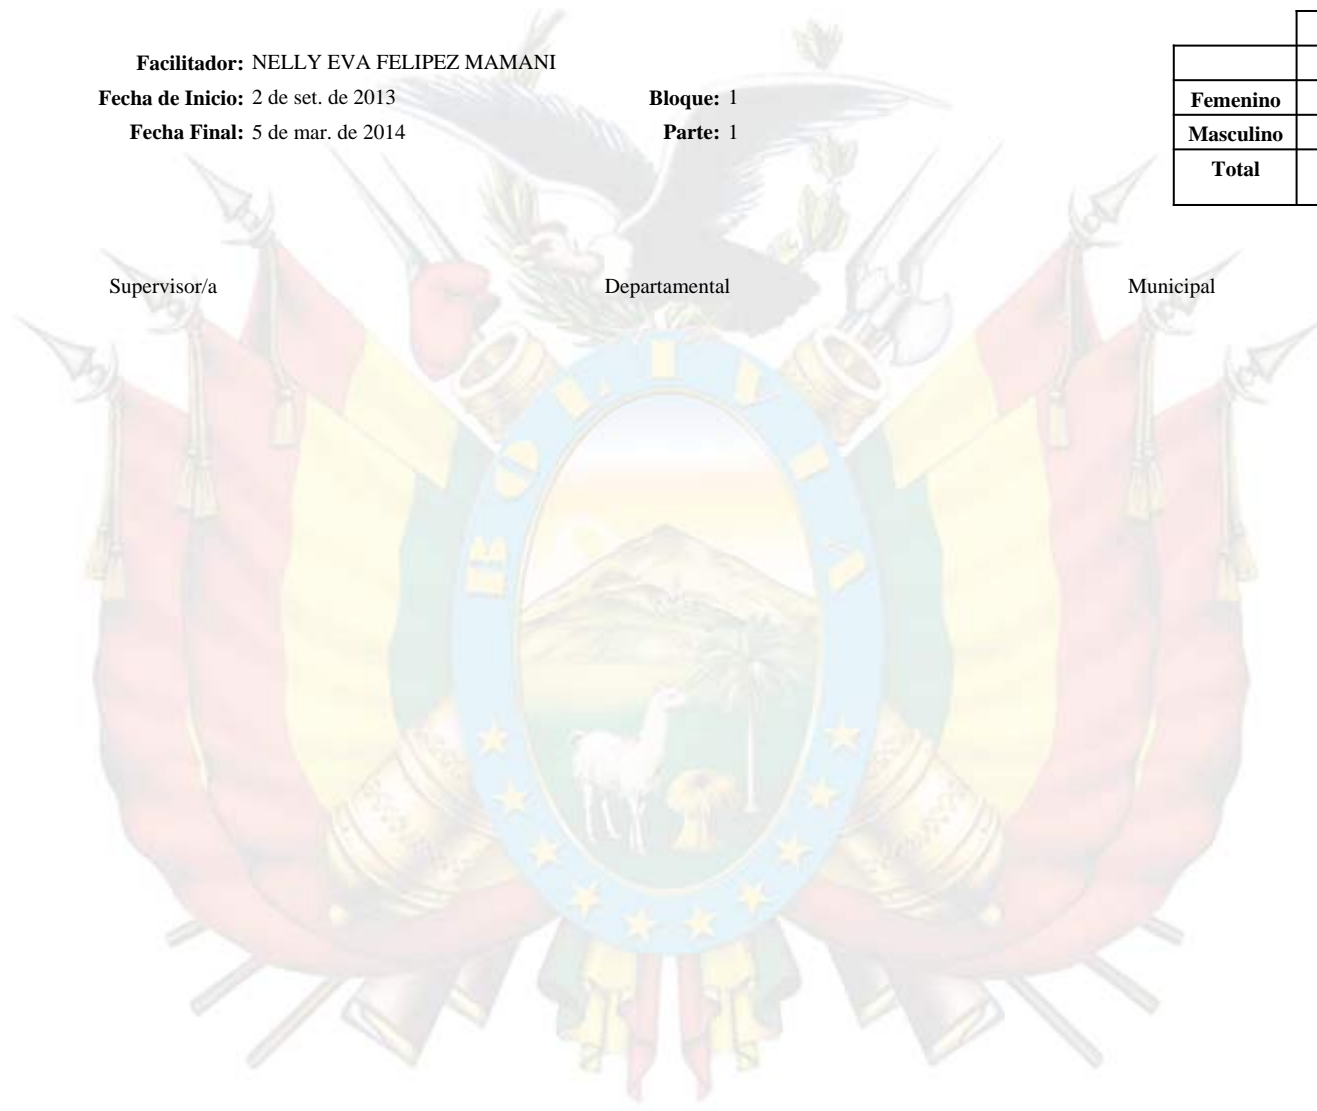 Facilitador: NELLY EVA FELIPEZ MAMANI
Fecha de Inicio: 2 de set. de 2013 Bloque: 1
Fecha Final: 5 de mar. de 2014 Parte: 1
Femenino
Masculino
Total
Supervisor/a Departamental Municipal
BOLIVIA